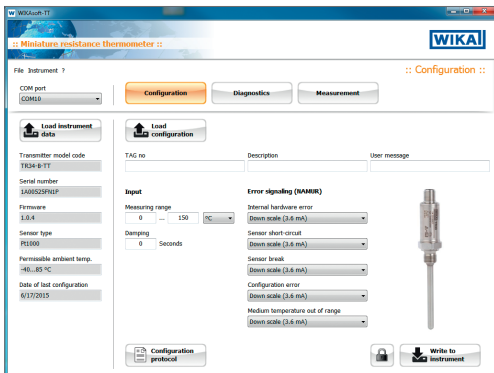 WIKAsoft-TT
:: Miniature resistance thermometer ::
WIKAI
File Instrument ?
:: Configuration ::
COM port
COM10
Configuration
Diagnostics
Measurement
Load instrument data
Load configuration
Transmitter model code
TR34-B-TT
Serial number
1A00525FN1P
Firmware
1.0.4
Sensor type
Pt1000
Permissible ambient temp.
-40...85 °C
Date of last configuration
6/17/2015
TAG no
Description
User message
Input
Measuring range
0 ... 150 °C
Damping
0 Seconds
Error signaling (NAMUR)
Internal hardware error
Down scale (3.6 mA)
Sensor short-circuit
Down scale (3.6 mA)
Sensor break
Down scale (3.6 mA)
Configuration error
Down scale (3.6 mA)
Medium temperature out of range
Down scale (3.6 mA)
Configuration protocol
Write to instrument